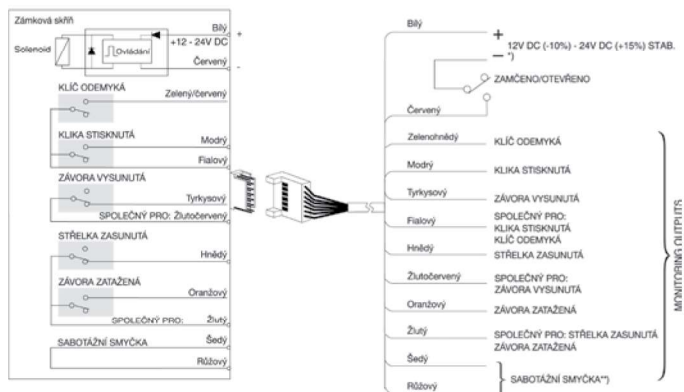 Zámková skříň
Bílý
+
+12 - 24V DC
Solenoid
Ovládání
Červený
-
KLÍČ ODEMYKÁ
Zelený/červený
KLIKA STISKNUTÁ
Modrý
Fialový
ZÁVORA VYSUNUTÁ
Tyrkysový
SPOLEČNÝ PRO: Žlutočervený
STŘELKA ZASUNUTÁ
Hnědý
ZÁVORA ZATAŽENÁ
Oranžový
SPOLEČNÝ PRO: Žlutý
SABOTÁŽNÍ SMYČKA
Šedý
Růžový
Bílý
+
12V DC (-10%) - 24V DC (+15%) STAB.
— *)
ZAMČENO/OTEVŘENO
Červený
Zelenohnědý
KLÍČ ODEMYKÁ
Modrý
KLIKA STISKNUTÁ
Tyrkysový
ZÁVORA VYSUNUTÁ
Fialový
SPOLEČNÝ PRO:
KLIKA STISKNUTÁ
KLÍČ ODEMYKÁ
Hnědý
STŘELKA ZASUNUTÁ
Žlutočervený
SPOLEČNÝ PRO:
ZÁVORA VYSUNUTÁ
Oranžový
ZÁVORA ZATAŽENÁ
Žlutý
SPOLEČNÝ PRO: STŘELKA ZASUNUTÁ
ZÁVORA ZATAŽENÁ
Šedý
SABOTÁŽNÍ SMYČKA**)
Růžový
MONITORING OUTPUTS